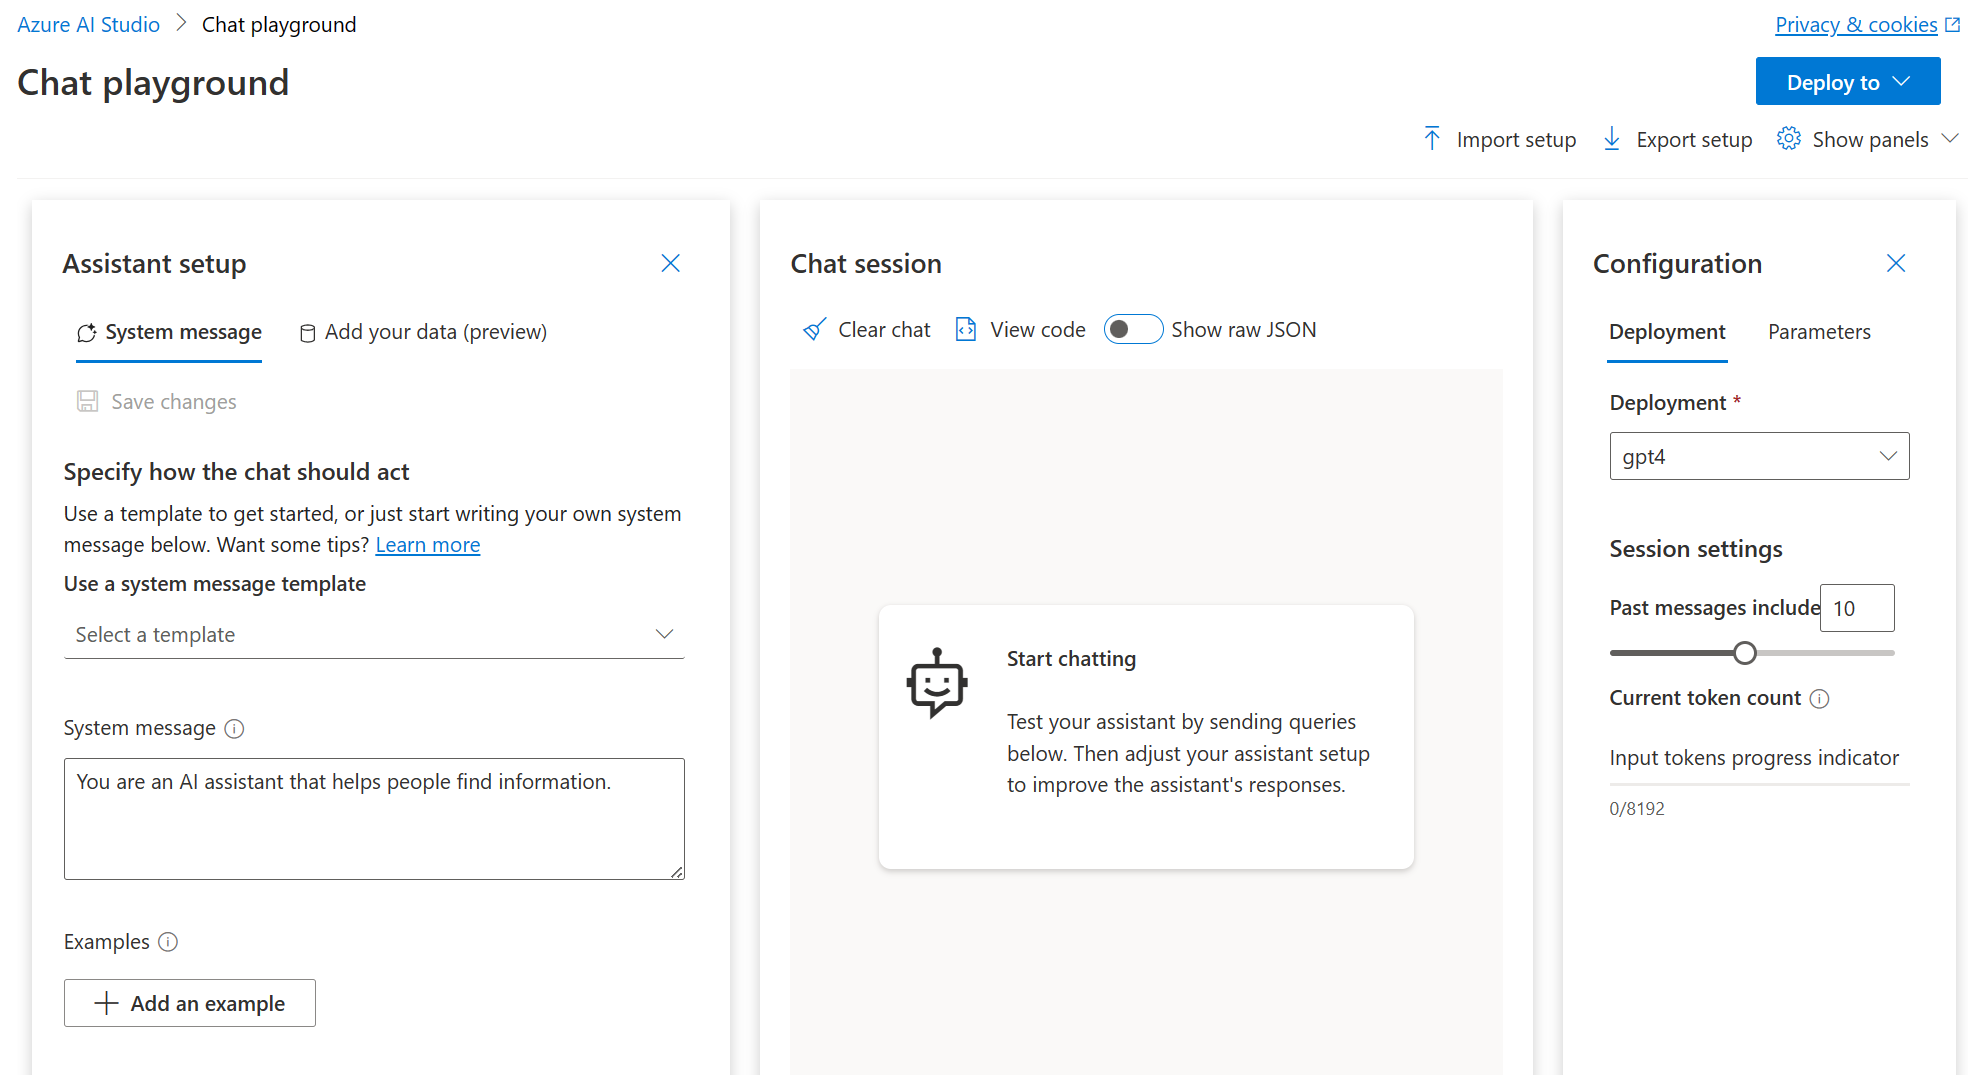 Azure AI Studio > Chat playground
Privacy & cookies
Chat playground
Deploy to
Import setup
Export setup
Show panels
Assistant setup
System message
Add your data (preview)
Save changes
Specify how the chat should act
Use a template to get started, or just start writing your own system
message below. Want some tips? Learn more
Use a system message template
Select a template
System message
You are an AI assistant that helps people find information.
Examples
Add an example
Chat session
Clear chat
View code
Show raw JSON
Start chatting
Test your assistant by sending queries
below. Then adjust your assistant setup
to improve the assistant's responses.
Configuration
Deployment
Parameters
Deployment *
gpt4
Session settings
Past messages include
10
Current token count
Input tokens progress indicator
0/8192